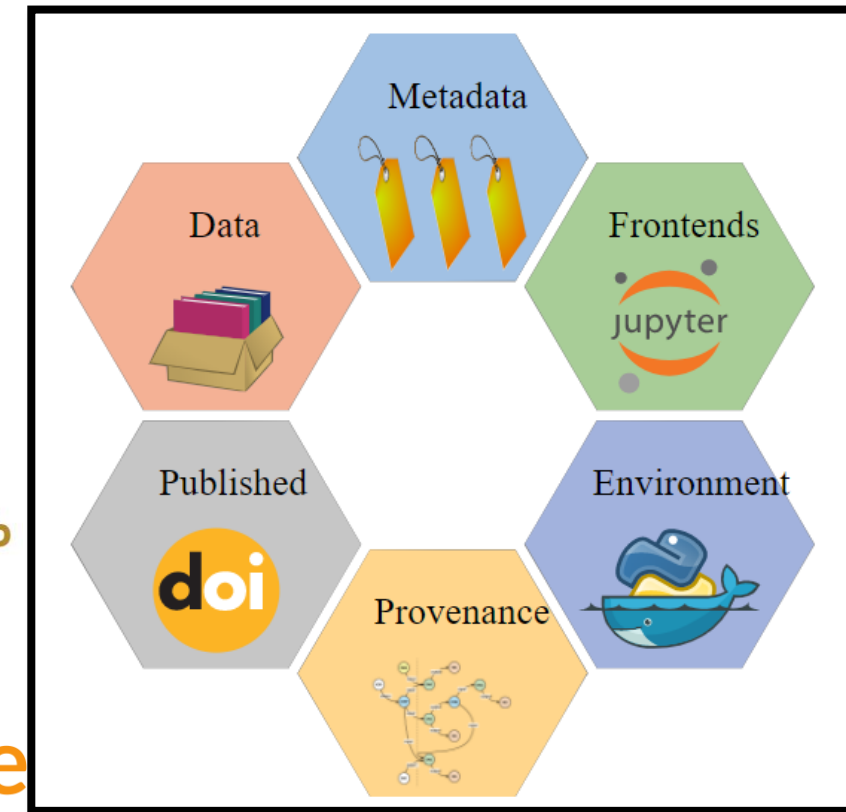 Metadata
Data
Frontends
jupyter
Published
Environment
doi
Provenance
e